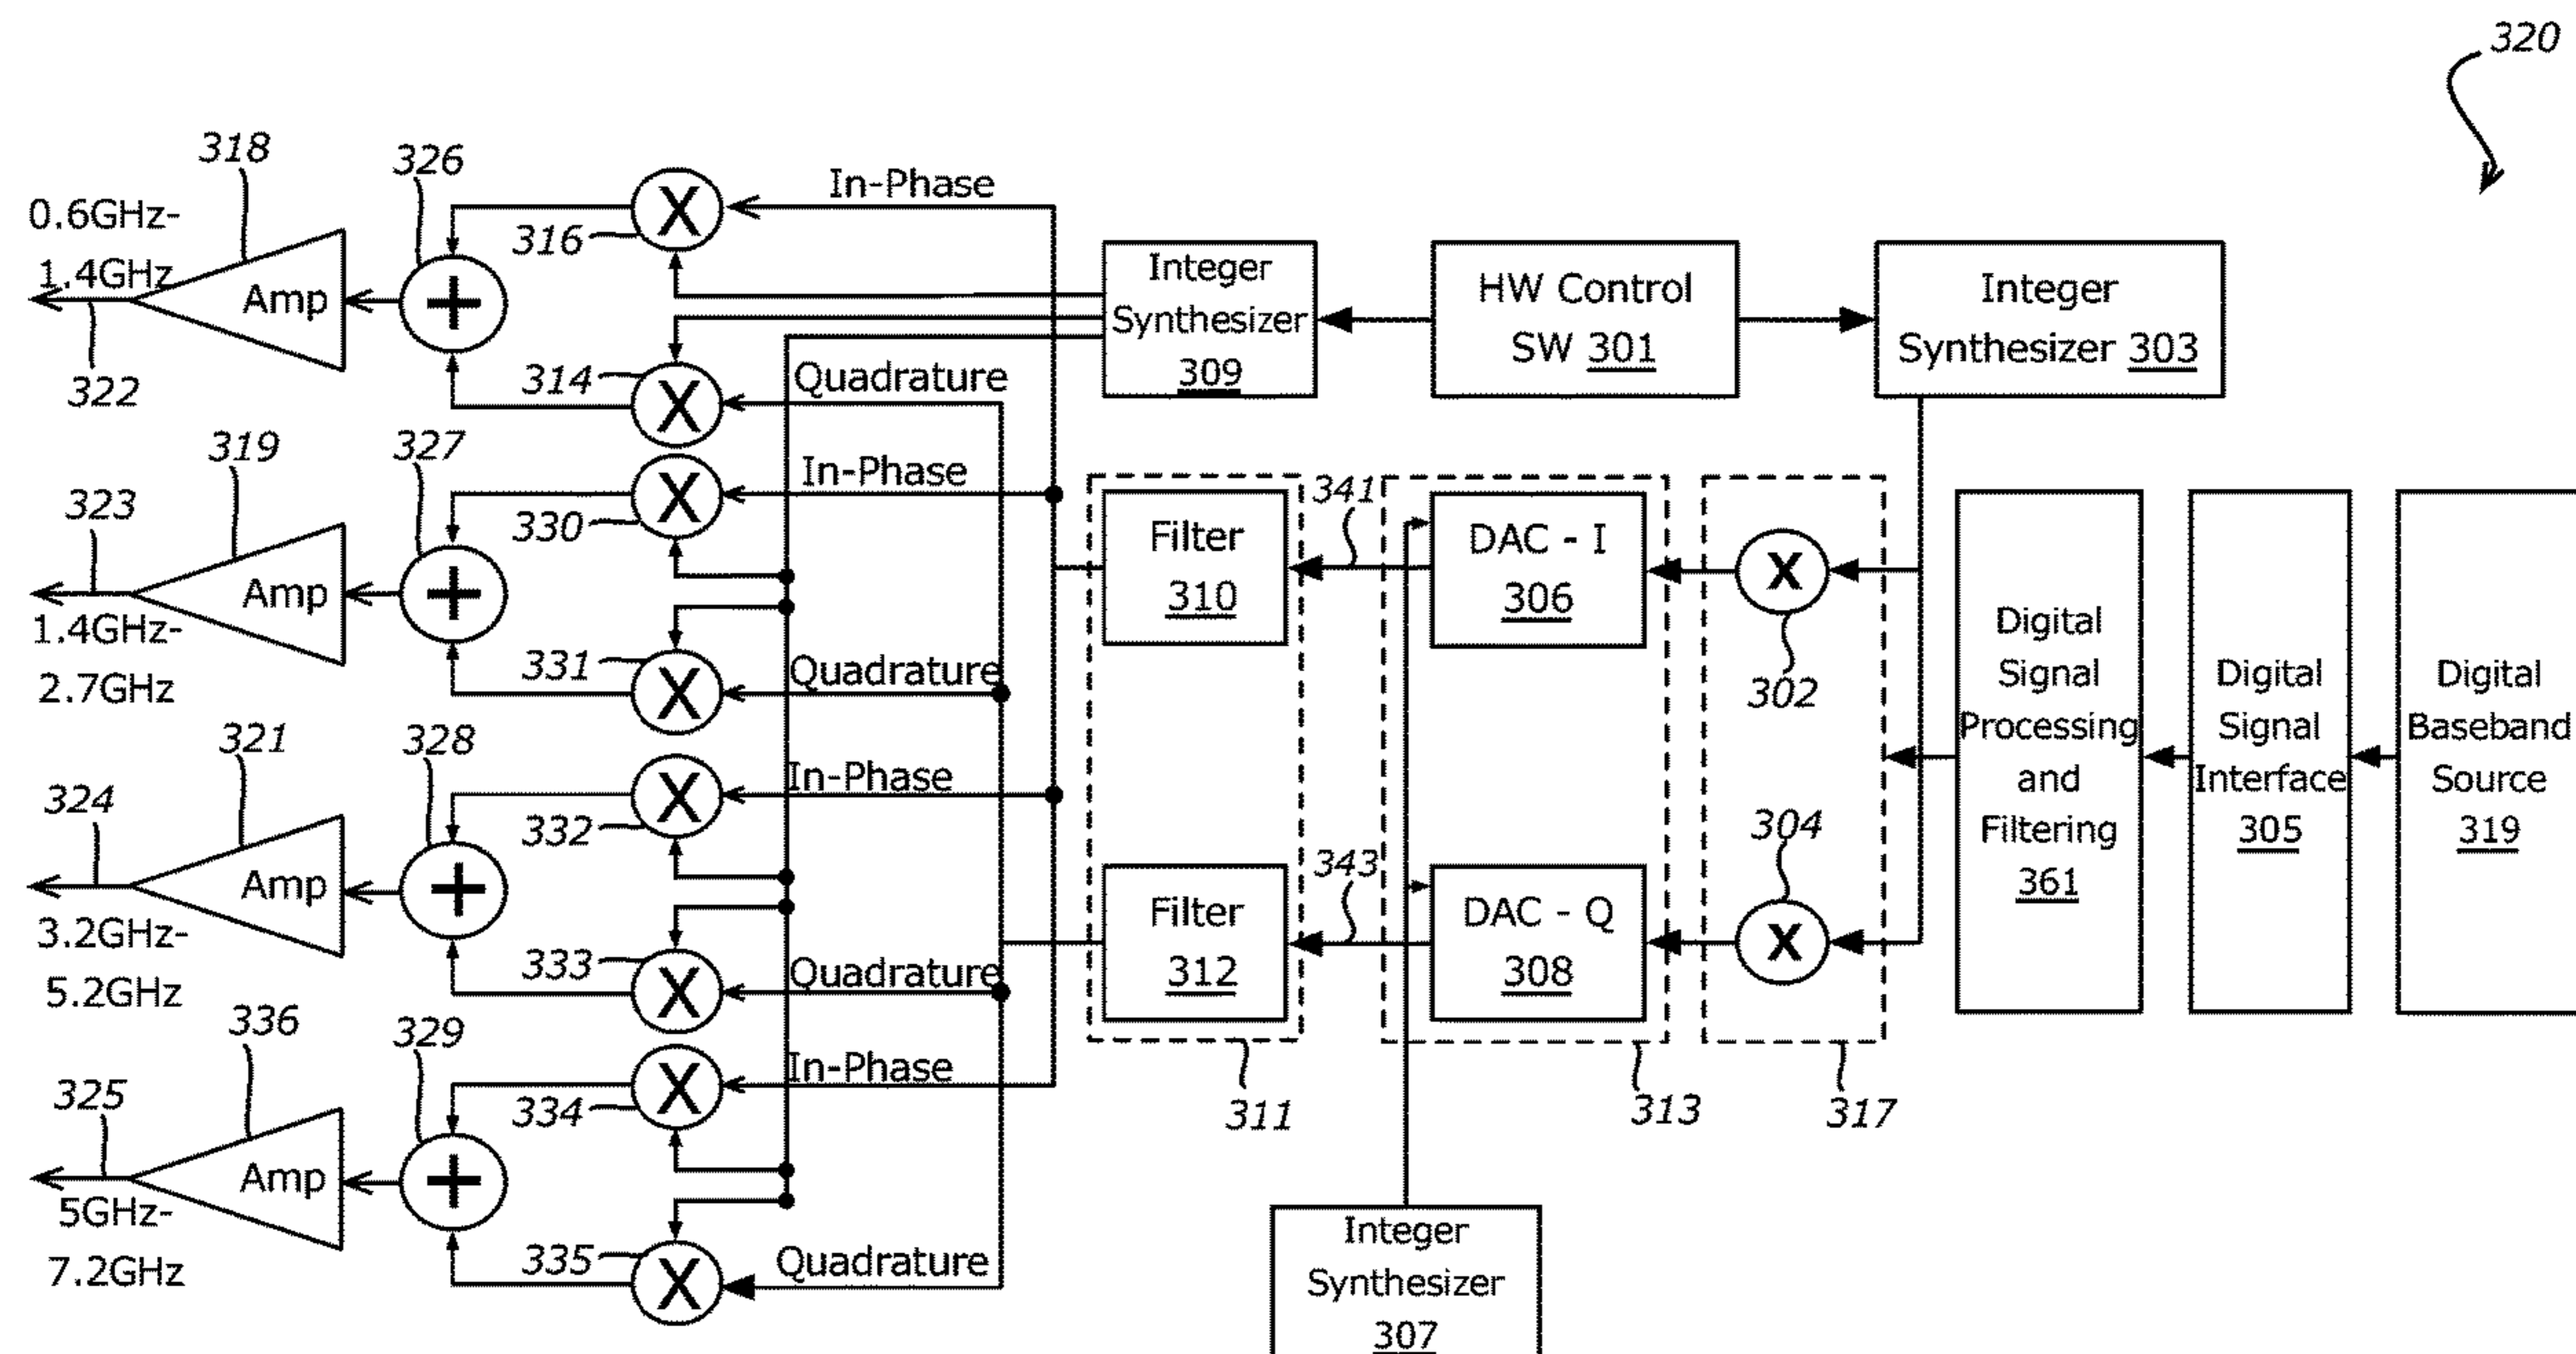 320
318
326
0.6GHz-
1.4GHz
Amp
322
316
In-Phase
314
Quadrature
Integer
Synthesizer
309
HW Control
SW 301
Integer
Synthesizer 303
319
327
323
1.4GHz-
2.7GHz
Amp
330
In-Phase
331
Quadrature
321
328
324
3.2GHz-
5.2GHz
Amp
332
In-Phase
333
Quadrature
336
329
325
5GHz-
7.2GHz
Amp
334
In-Phase
335
Quadrature
Filter
310
341
DAC - I
306
302
Filter
312
343
DAC - Q
308
304
311
313
317
Digital
Signal
Processing
and
Filtering
361
Digital
Signal
Interface
305
Digital
Baseband
Source
319
Integer
Synthesizer
307